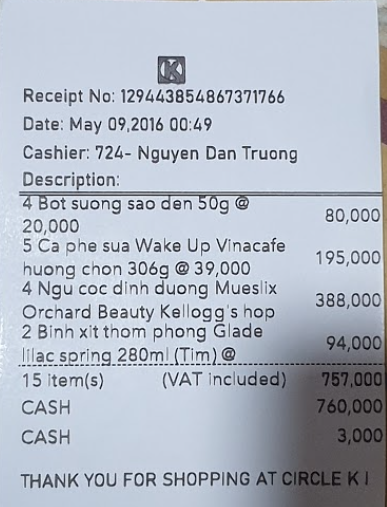 K
Receipt No: 129443854867371766
Date: May 09,2016 00:49
Cashier: 724- Nguyen Dan Truong
Description:
4 Bot suong sao den 50g @
20,000 80,000
5 Ca phe sua Wake Up Vinacafe
huong chon 306g @ 39,000 195,000
4 Ngu coc dinh duong Mueslix
Orchard Beauty Kellogg's hop 388,000
2 Binh xit thom phong Glade
lilac spring 280ml (Tim) @ 94,000
15 item(s) (VAT included) 757,000
CASH 760,000
CASH 3,000
THANK YOU FOR SHOPPING AT CIRCLE K !